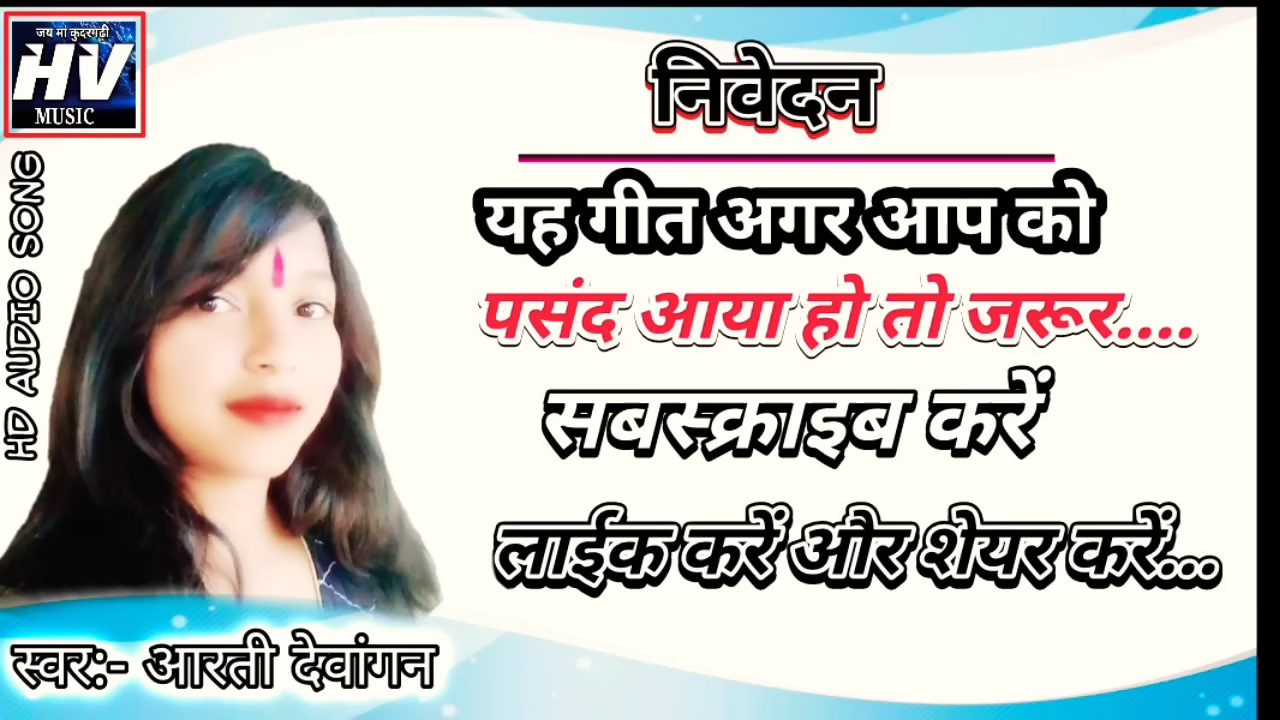 जय मां कुदरगढ़ी
HV
MUSIC
HD AUDIO SONG
निवेदन
यह गीत अगर आप को
पसंद आया हो तो जरूर....
सबस्क्राइब करें
लाईक करें और शेयर करें...
स्वर:- आरती देवांगन